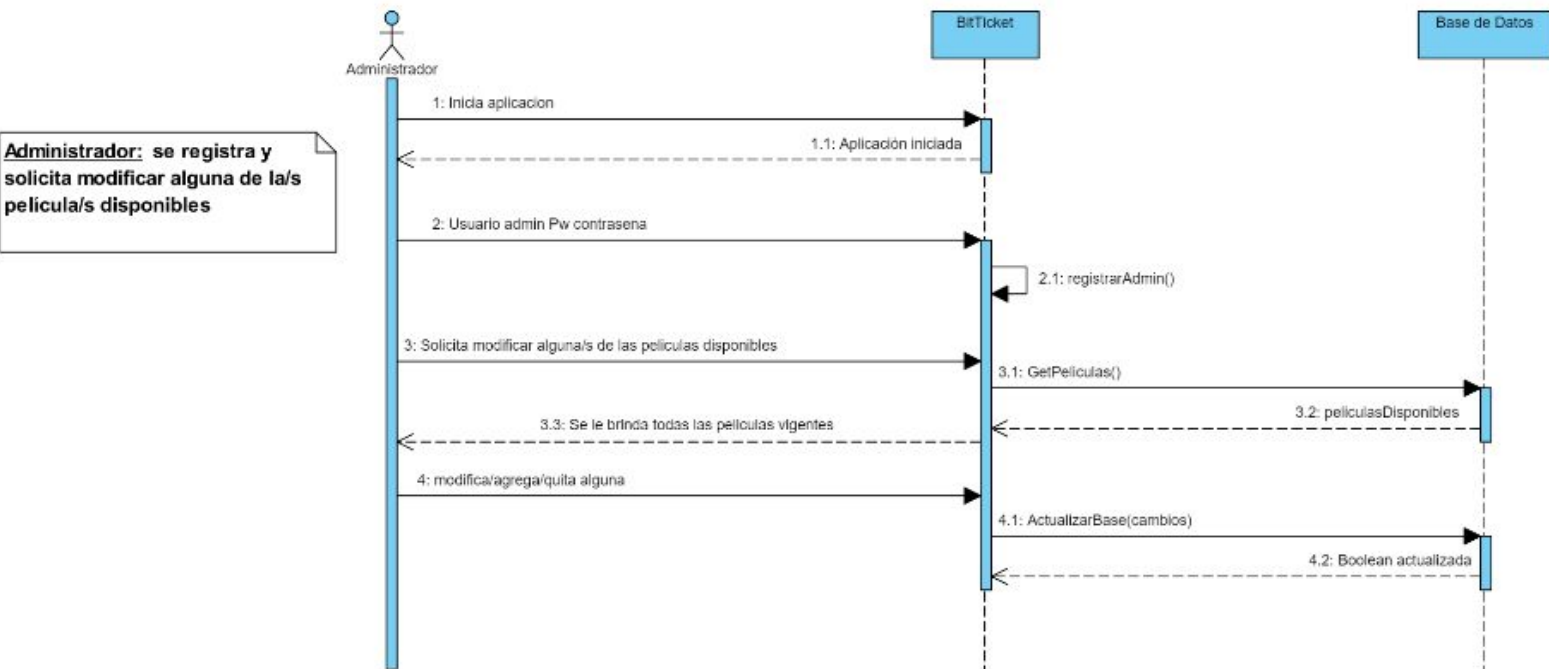 Administrador
BitTicket
Base de Datos
Administrador: se registra y
solicita modificar alguna de la/s
película/s disponibles
1: Inicia aplicacion
1.1: Aplicación iniciada
2: Usuario admin Pw contrasena
2.1: registrarAdmin()
3: Solicita modificar alguna/s de las peliculas disponibles
3.1: GetPeliculas()
3.2: peliculasDisponibles
3.3: Se le brinda todas las peliculas vigentes
4: modifica/agrega/quita alguna
4.1: ActualizarBase(cambios)
4.2: Boolean actualizada